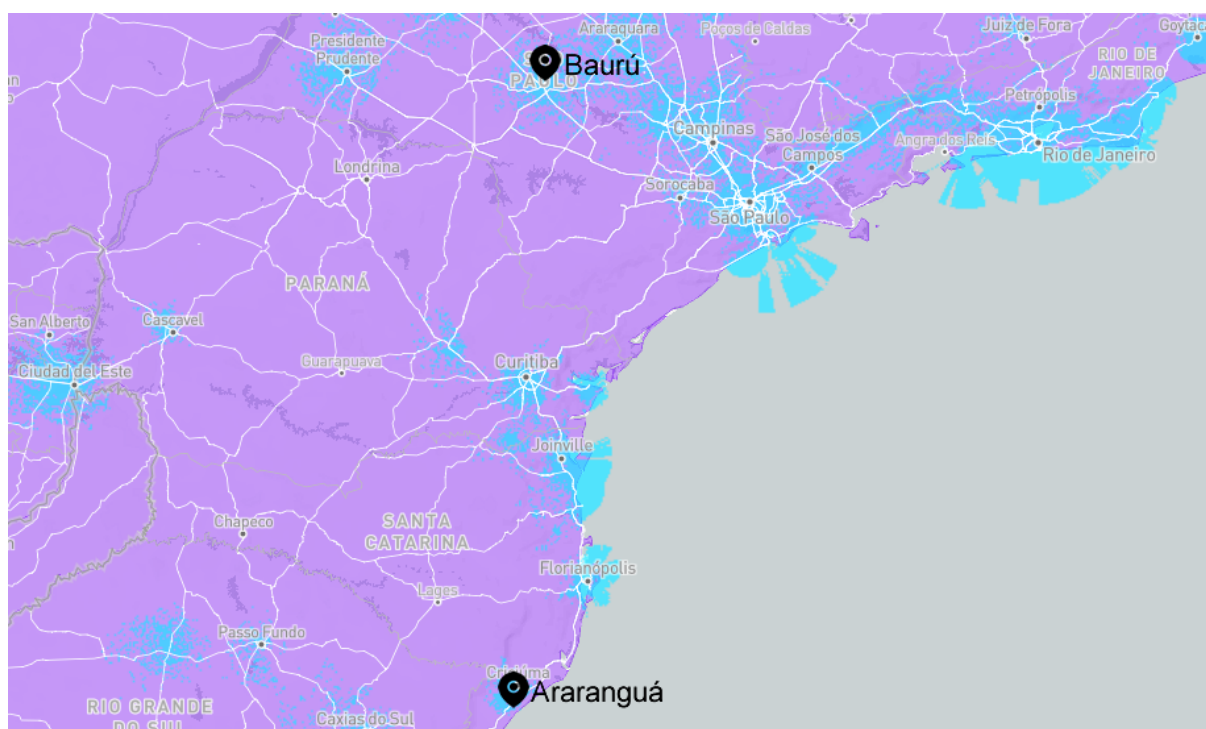 Araraquara
Poços de Caldas
Juiz de Fora
Presidente
Prudente
Baurú
RIO DE
JANEIRO
PAULO
Petrópolis
Campinas
São José dos
Campos
Angra dos Reis
Rio de Janeiro
Londrina
Sorocaba
São Paulo
PARANÁ
San Alberto
Cascavel
Guarapuava
Curitiba
Ciudad del Este
Joinville
Chapeco
SANTA
CATARINA
Florianópolis
Lages
Passo Fundo
Araranguá
RIO GRANDE
DO SUL
Caxias do Sul